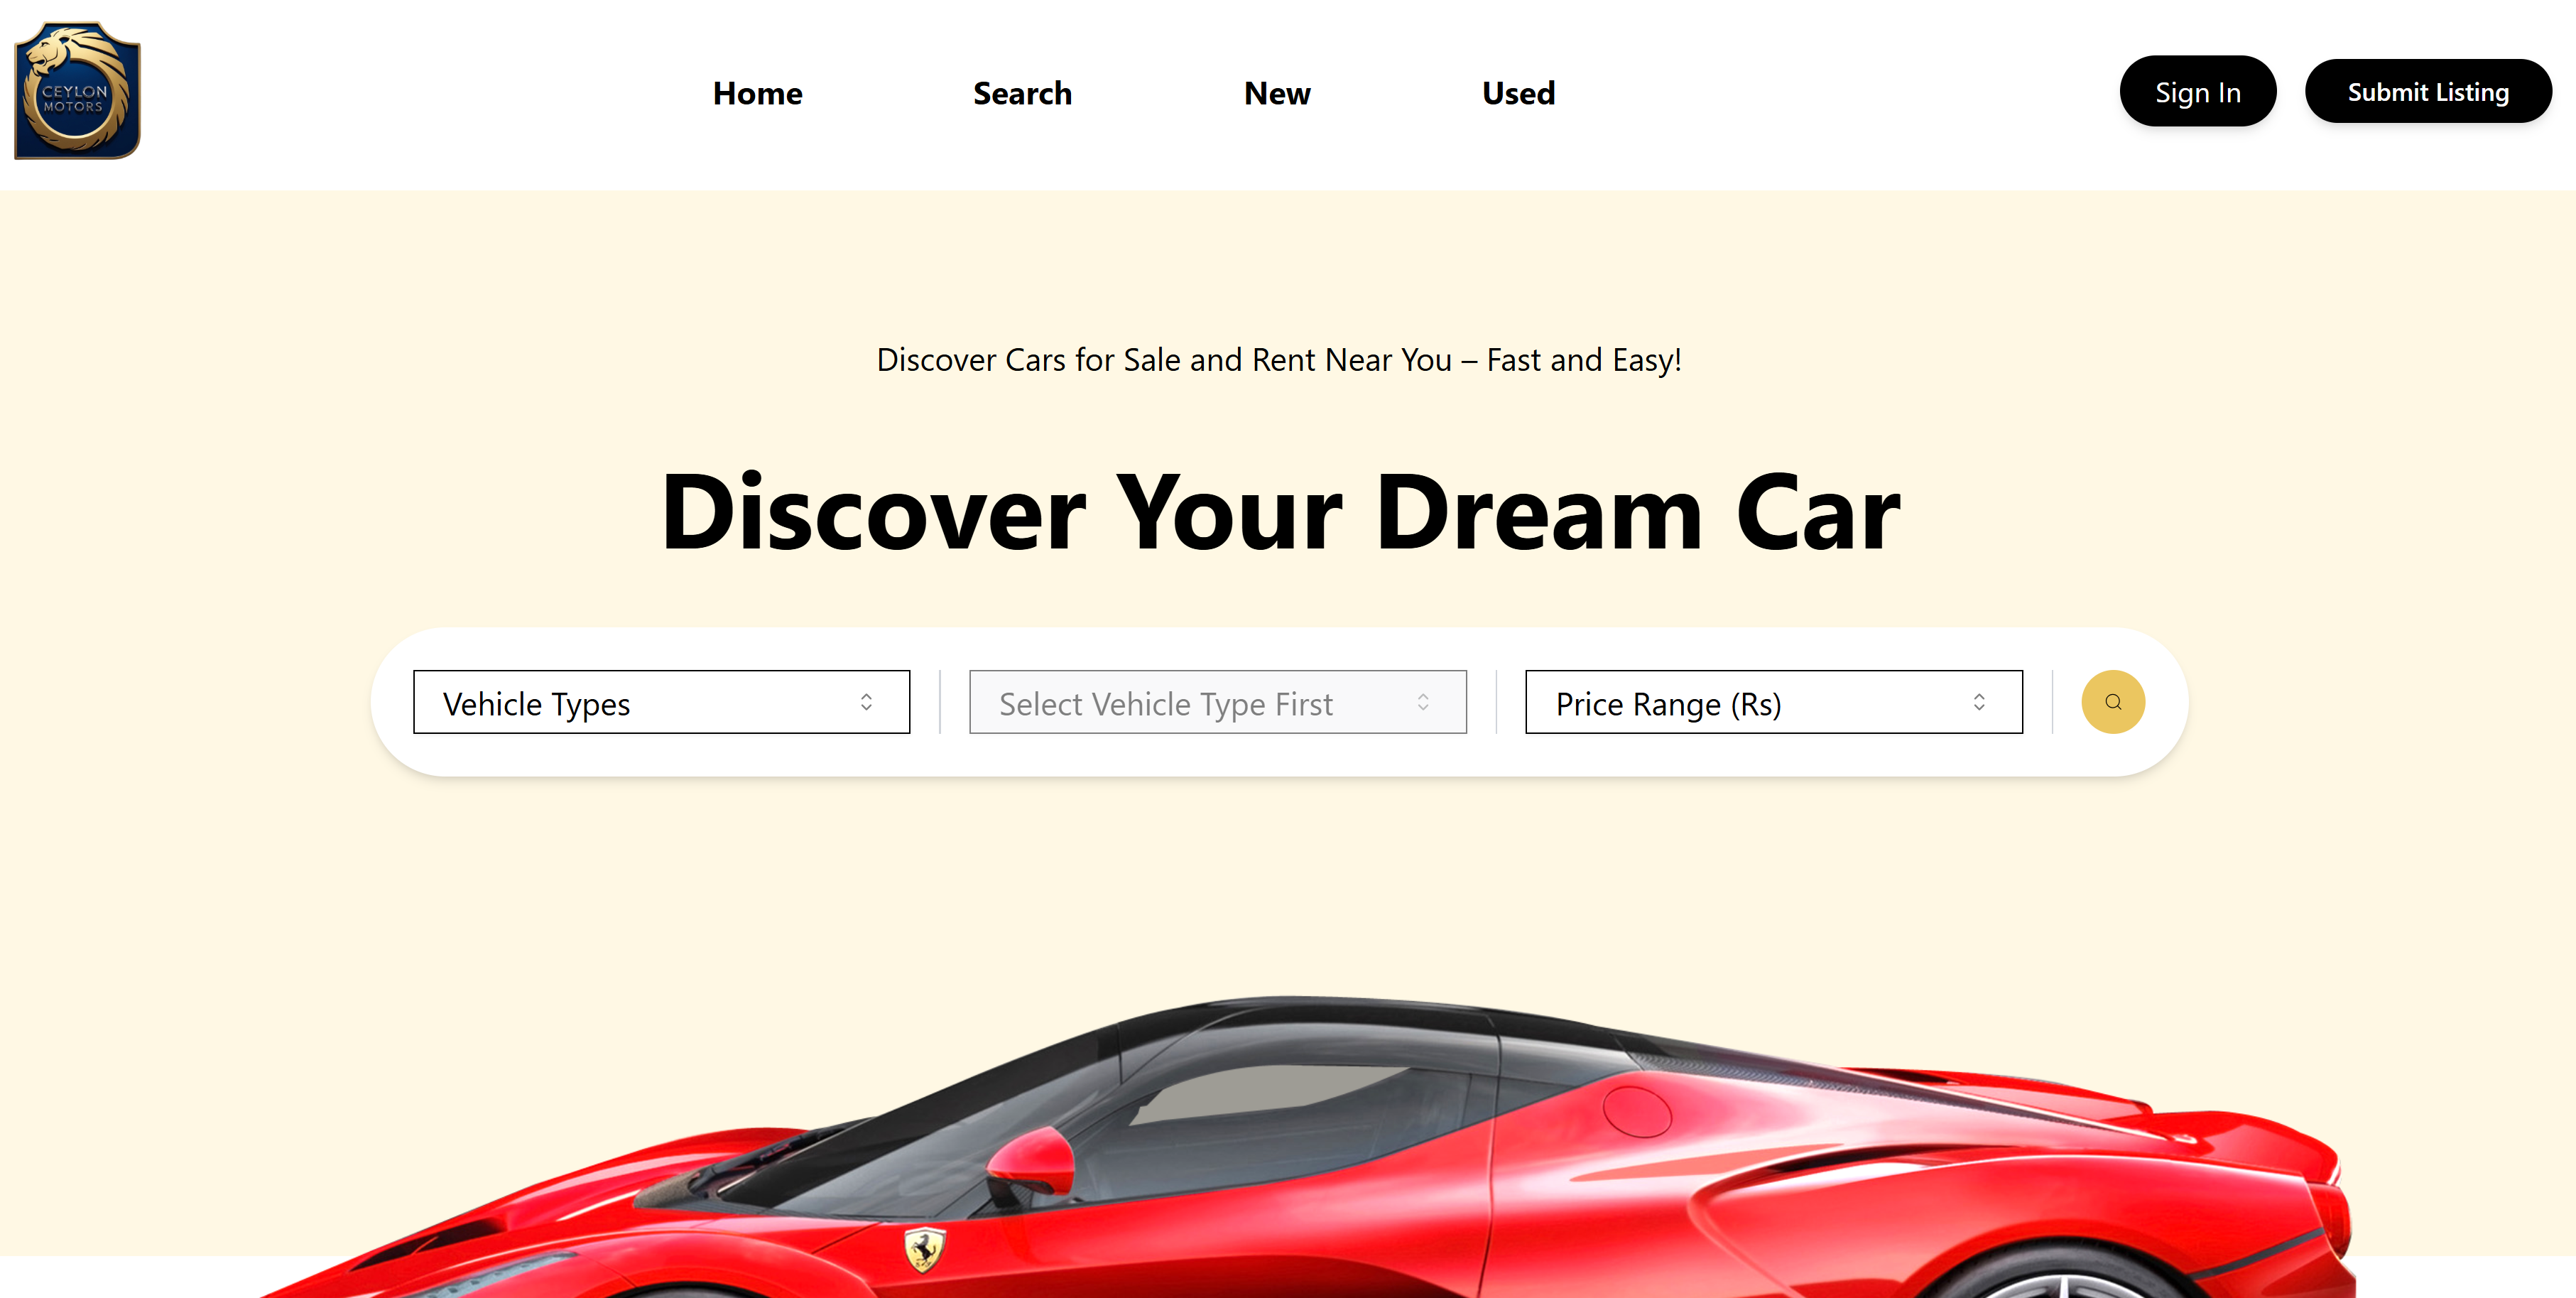 CEYLON
MOTORS
Home
Search
New
Used
Sign In
Submit Listing
Discover Cars for Sale and Rent Near You – Fast and Easy!
Discover Your Dream Car
Vehicle Types
Select Vehicle Type First
Price Range (Rs)